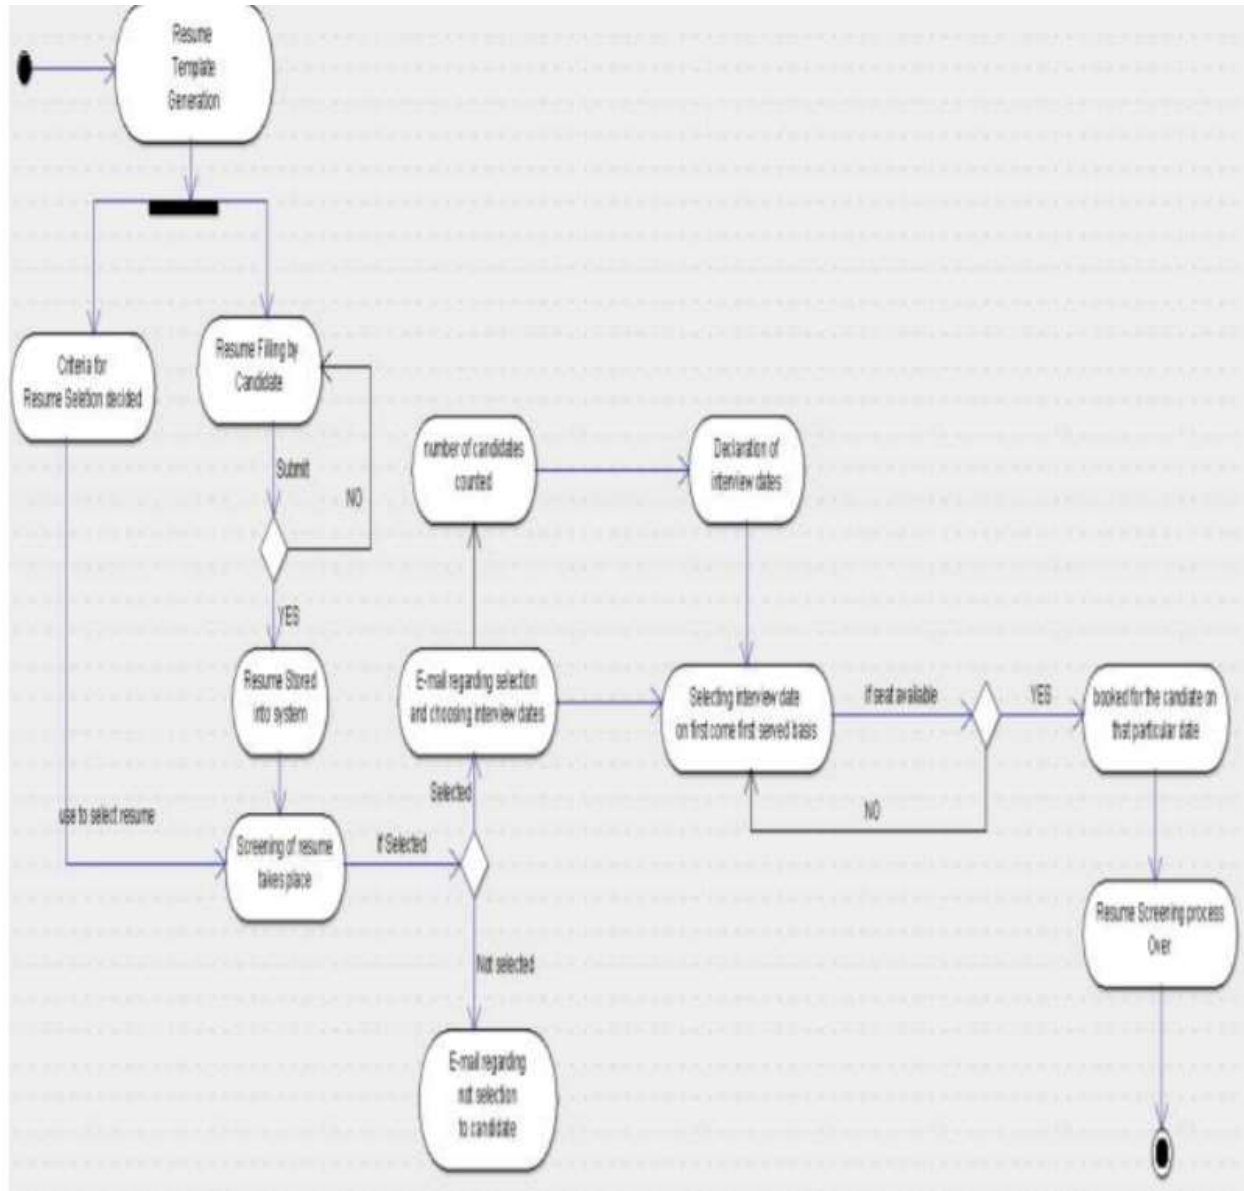 Resume
Template
Generation
Criteria for
Resume Seletion decided
Resume Filling by
Candidate
Submit
NO
YES
Resume Stored
into system
use to select resume
Screening of resume
takes place
If Selected
Selected
Not selected
E-mail regarding
not selection
to candidate
E-mail regarding selection
and choosing interview dates
number of candidates
counted
Declaration of
interview dates
Selecting interview date
on first come first served basis
if seat available
NO
YES
booked for the candiate on
that particular date
Resume Screening process
Over